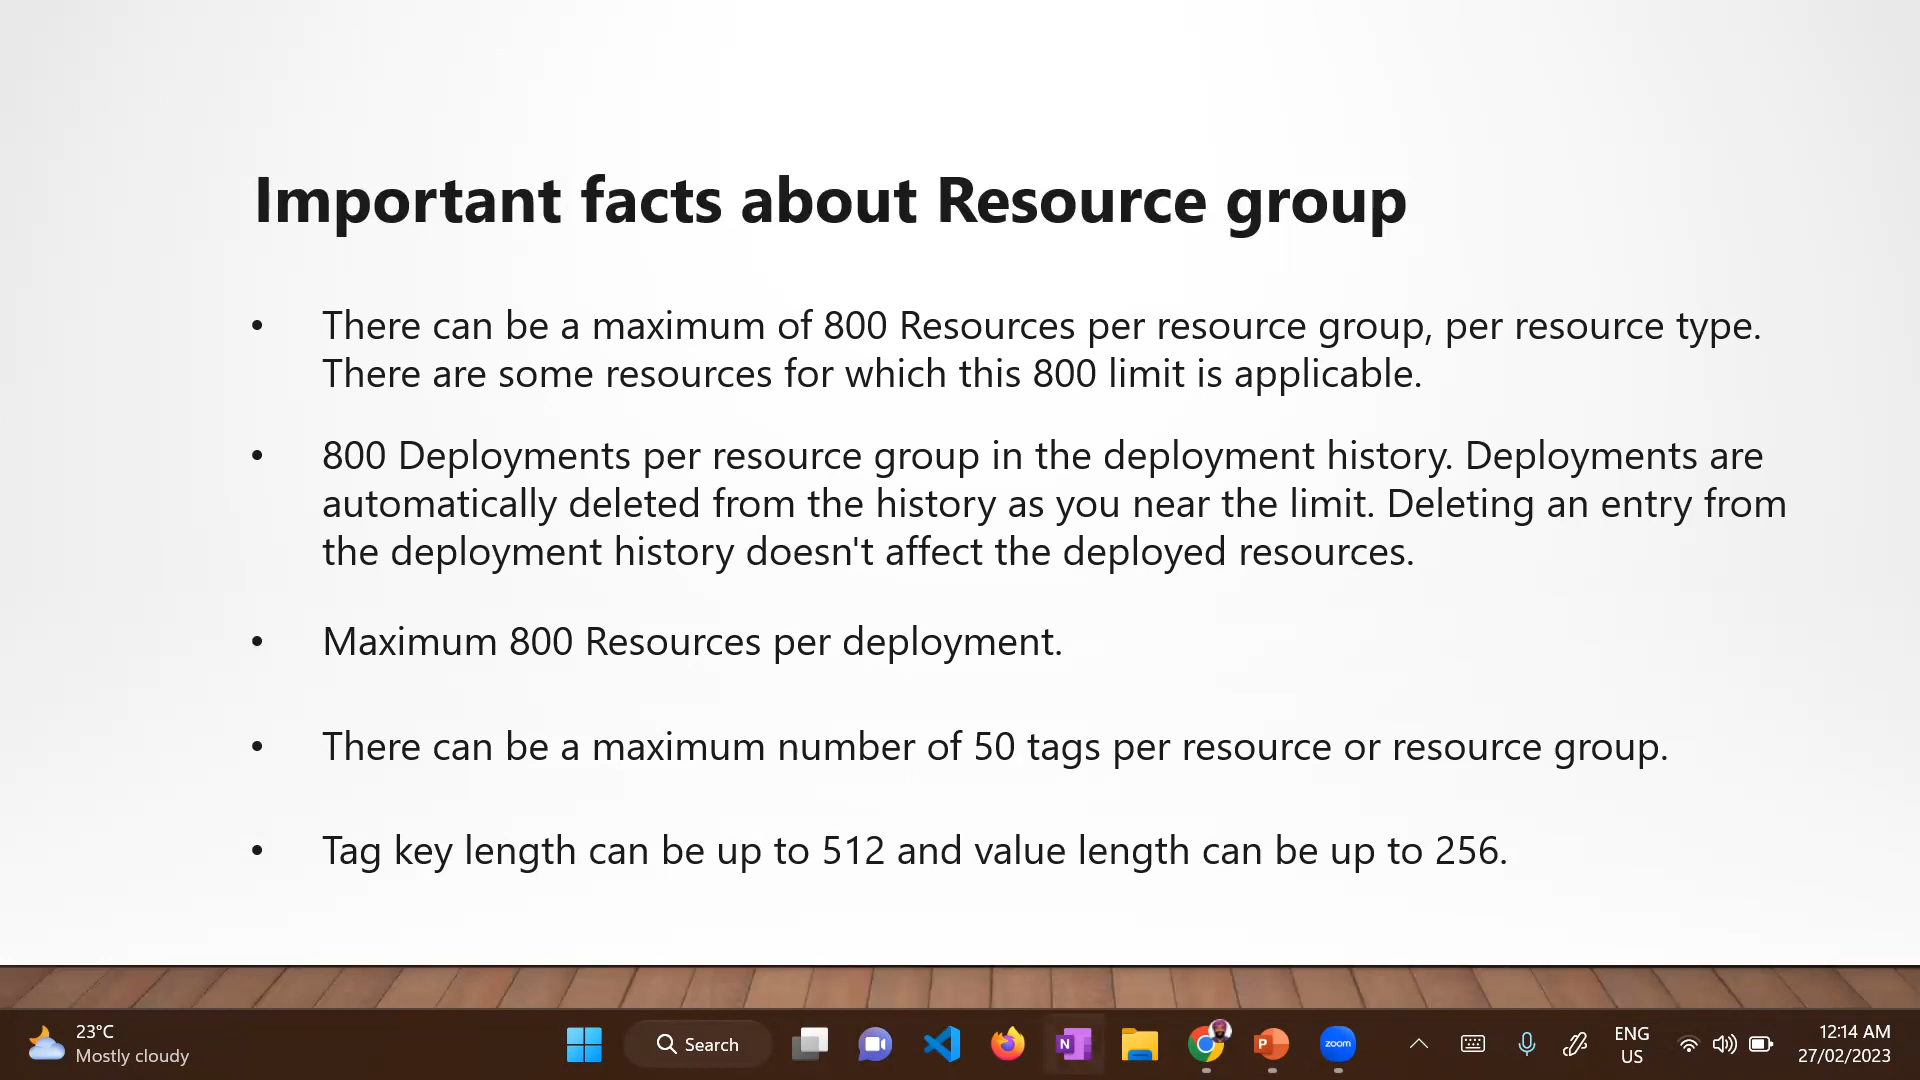 Important facts about Resource group
• There can be a maximum of 800 Resources per resource group, per resource type.
There are some resources for which this 800 limit is applicable.
• 800 Deployments per resource group in the deployment history. Deployments are
automatically deleted from the history as you near the limit. Deleting an entry from
the deployment history doesn't affect the deployed resources.
• Maximum 800 Resources per deployment.
• There can be a maximum number of 50 tags per resource or resource group.
• Tag key length can be up to 512 and value length can be up to 256.
23°C
Mostly cloudy
Search
N
P
zoom
ENG
US
12:14 AM
27/02/2023